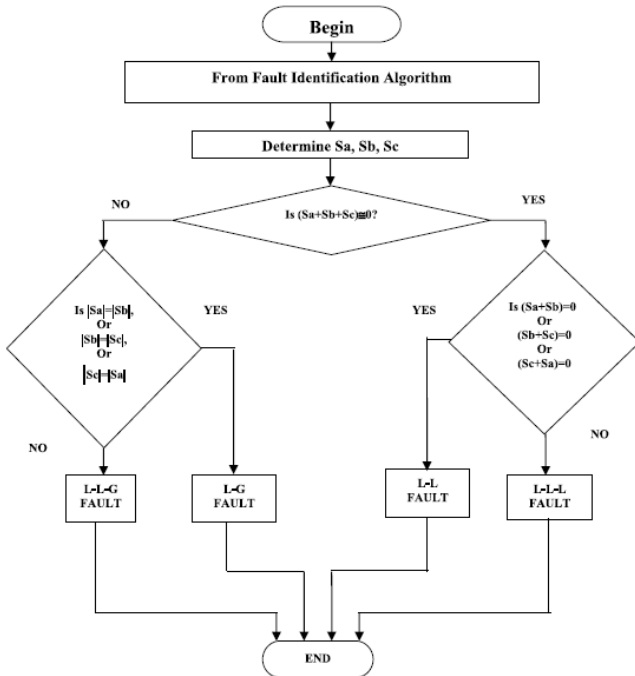 Begin
From Fault Identification Algorithm
Determine Sa, Sb, Sc
NO
YES
Is (Sa+Sb+Sc)≅0?
Is |Sa|=|Sb|,
Or
|Sb|=|Sc|,
Or
|Sc|=|Sa|
YES
YES
Is (Sa+Sb)=0
Or
(Sb+Sc)=0
Or
(Sc+Sa)=0
NO
NO
L-L-G
FAULT
L-G
FAULT
L-L
FAULT
L-L-L
FAULT
END